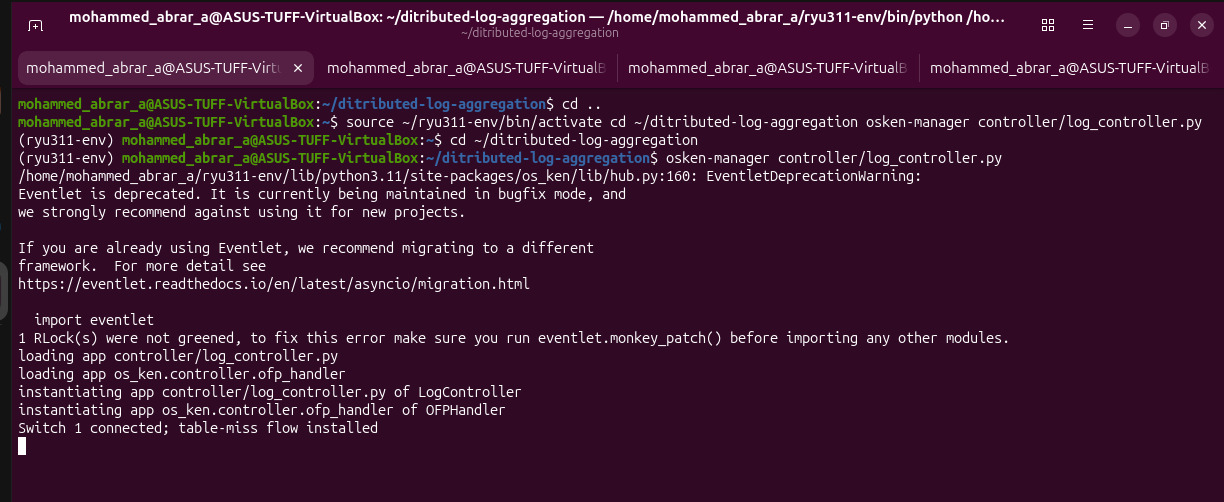 mohammed_abrar_a@ASUS-TUFF-VirtualBox: ~/ditributed-log-aggregation — /home/mohammed_abrar_a/ryu311-env/bin/python /ho…
~/ditributed-log-aggregation
mohammed_abrar_a@ASUS-TUFF-Virtu
mohammed_abrar_a@ASUS-TUFF-VirtualB
mohammed_abrar_a@ASUS-TUFF-VirtualB
mohammed_abrar_a@ASUS-TUFF-VirtualB
mohammed_abrar_a@ASUS-TUFF-VirtualBox:~/ditributed-log-aggregation$ cd ..
mohammed_abrar_a@ASUS-TUFF-VirtualBox:~$ source ~/ryu311-env/bin/activate cd ~/ditributed-log-aggregation osken-manager controller/log_controller.py
(ryu311-env) mohammed_abrar_a@ASUS-TUFF-VirtualBox:~$ cd ~/ditributed-log-aggregation
(ryu311-env) mohammed_abrar_a@ASUS-TUFF-VirtualBox:~/ditributed-log-aggregation$ osken-manager controller/log_controller.py
/home/mohammed_abrar_a/ryu311-env/lib/python3.11/site-packages/os_ken/lib/hub.py:160: EventletDeprecationWarning:
Eventlet is deprecated. It is currently being maintained in bugfix mode, and
we strongly recommend against using it for new projects.
If you are already using Eventlet, we recommend migrating to a different
framework.  For more detail see
https://eventlet.readthedocs.io/en/latest/asyncio/migration.html
  import eventlet
1 RLock(s) were not greened, to fix this error make sure you run eventlet.monkey_patch() before importing any other modules.
loading app controller/log_controller.py
loading app os_ken.controller.ofp_handler
instantiating app controller/log_controller.py of LogController
instantiating app os_ken.controller.ofp_handler of OFPHandler
Switch 1 connected; table-miss flow installed